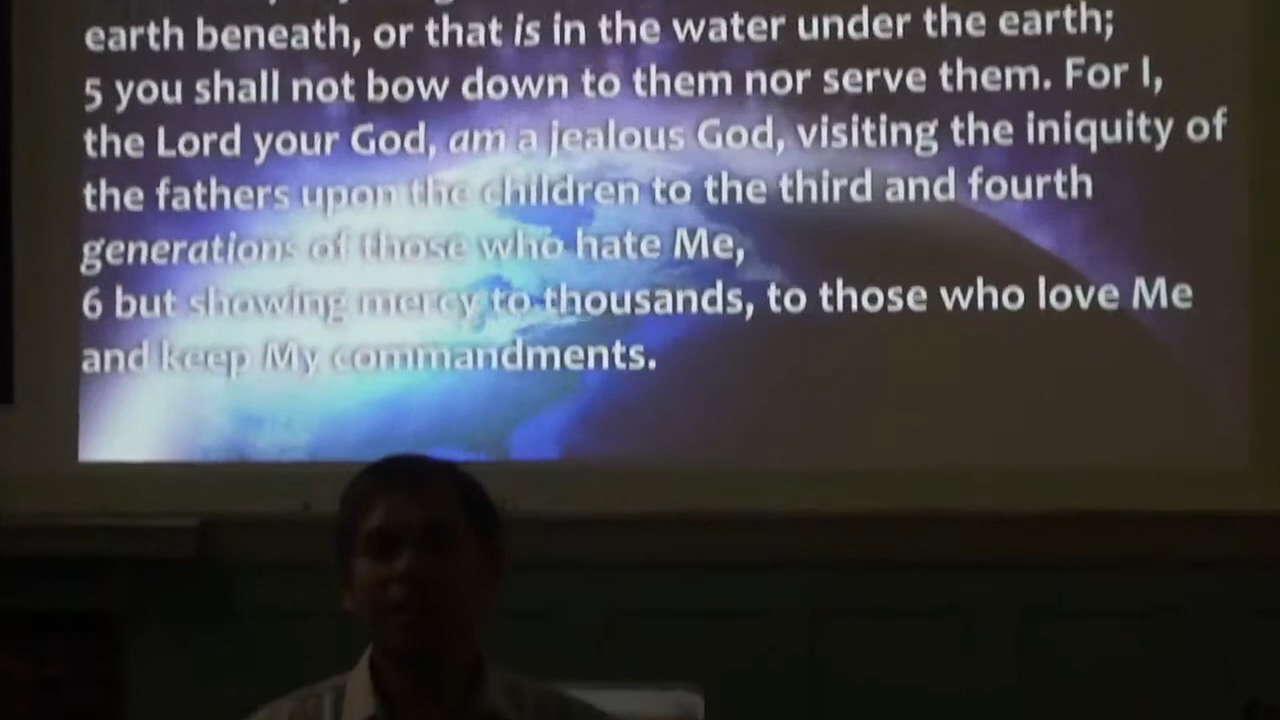 earth beneath, or that is in the water under the earth;
5 you shall not bow down to them nor serve them. For I,
the Lord your God, am a jealous God, visiting the iniquity of
the fathers upon the children to the third and fourth
generations of those who hate Me,
6 but showing mercy to thousands, to those who love Me
and keep My commandments.